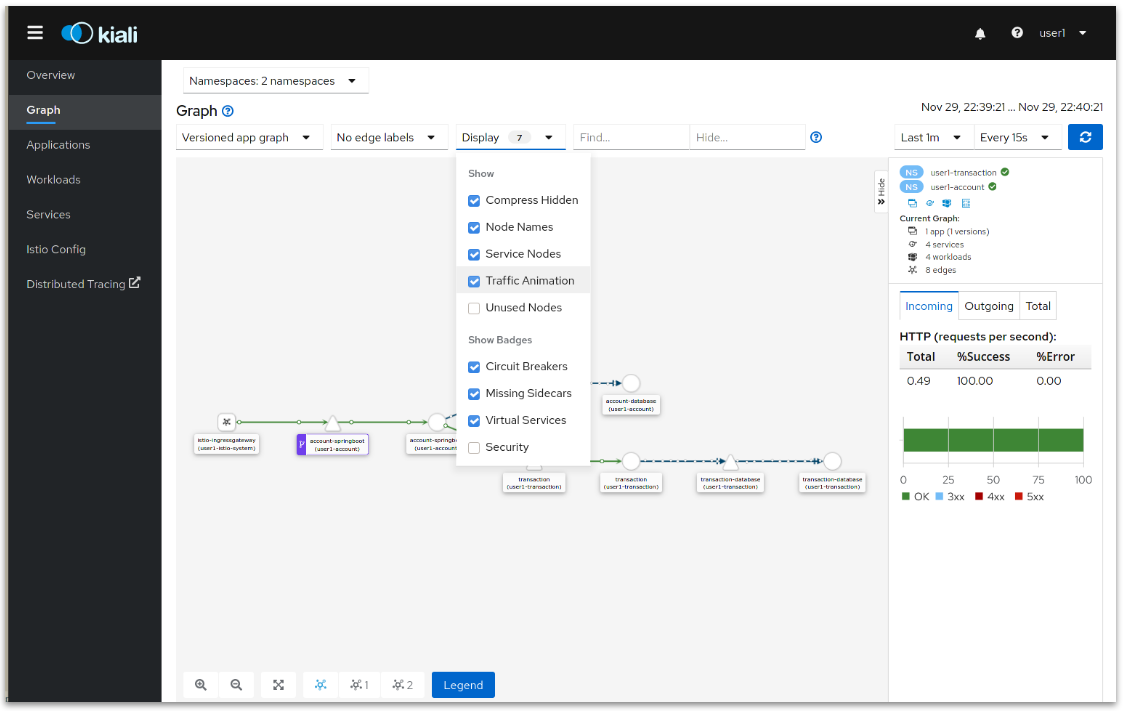 kiali
user1
Overview
Graph
Applications
Workloads
Services
Istio Config
Distributed Tracing
Namespaces: 2 namespaces
Graph
Nov 29, 22:39:21 ... Nov 29, 22:40:21
Versioned app graph
No edge labels
Display 7
Find...
Hide...
Last 1m
Every 15s
Show
Compress Hidden
Node Names
Service Nodes
Traffic Animation
Unused Nodes
Show Badges
Circuit Breakers
Missing Sidecars
Virtual Services
Security
istio-ingressgateway
(user1-istio-system)
account-springboot
(user1-account)
account-springbo
(user1-account
account-database
(user1-account)
transaction
(user1-transaction)
transaction
(user1-transaction)
transaction-database
(user1-transaction)
transaction-database
(user1-transaction)
Legend
1
2
Hide
NS user1-transaction
NS user1-account
Current Graph:
1 app (1 versions)
4 services
4 workloads
8 edges
Incoming
Outgoing
Total
HTTP (requests per second):
Total %Success %Error
0.49 100.00 0.00
0 25 50 75 100
OK 3xx 4xx 5xx